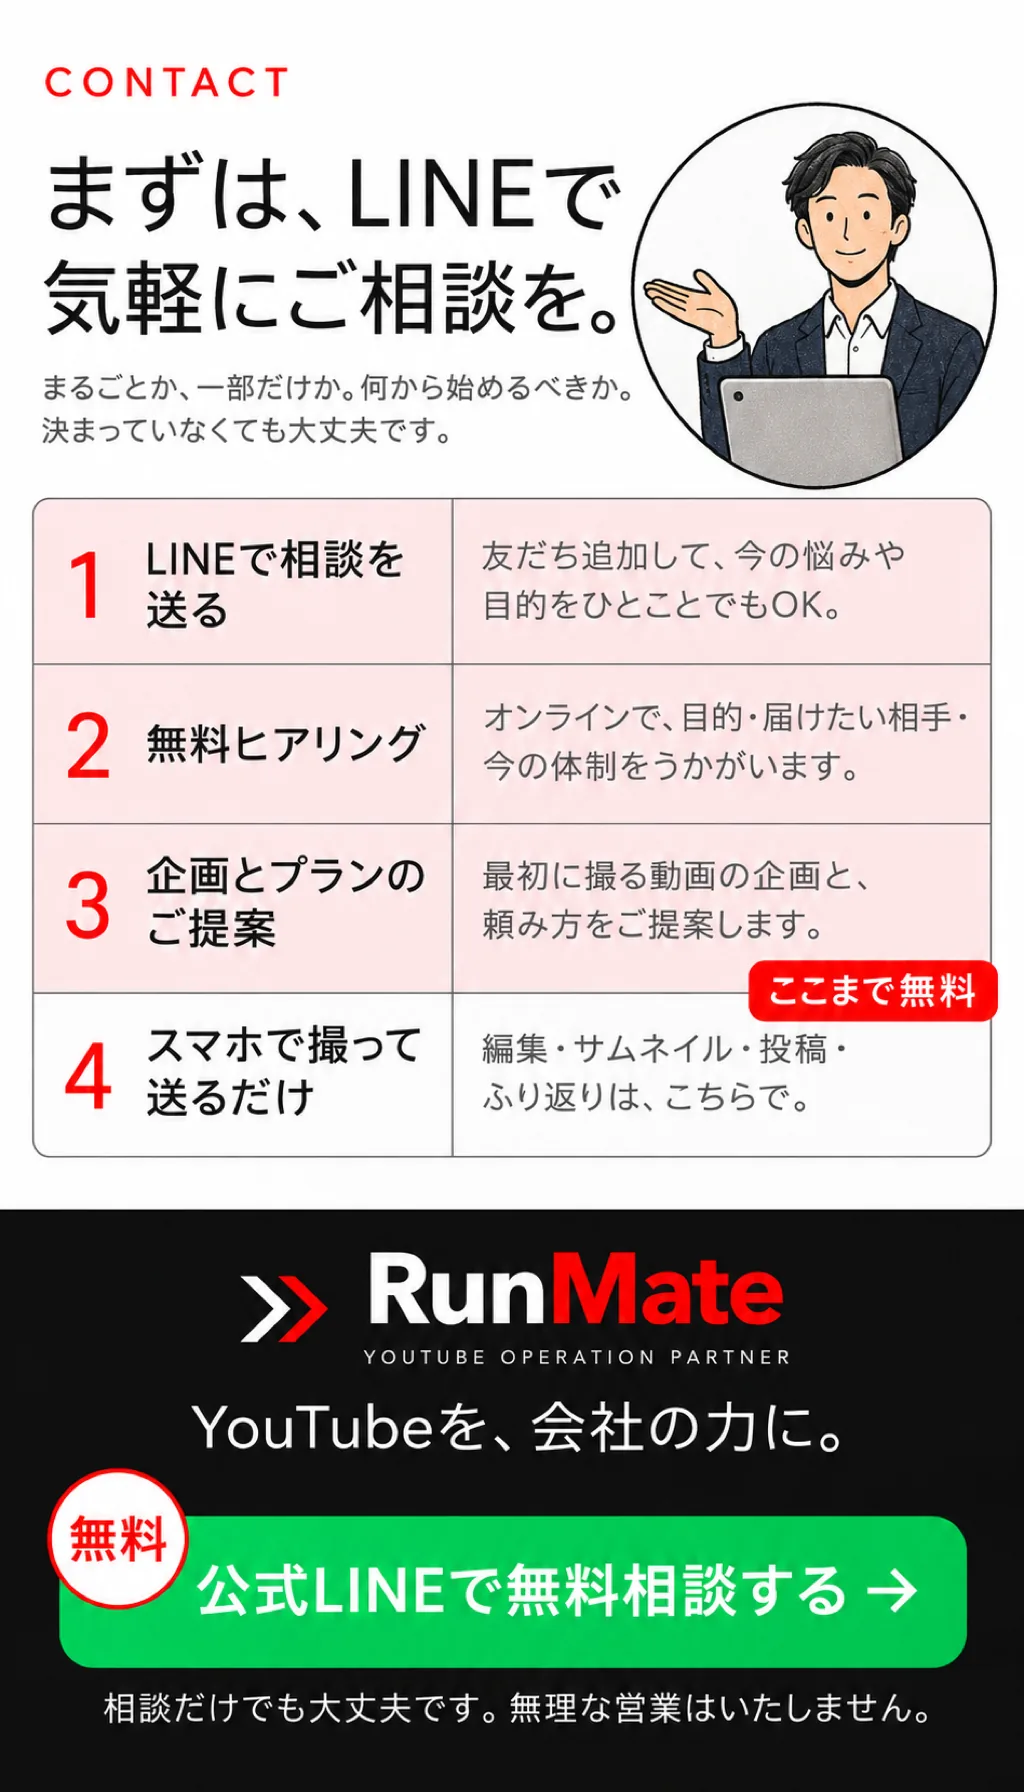 CONTACT
まずは、LINEで
気軽にご相談を。
まるごとか、一部だけか。何から始めるべきか。
決まっていなくても大丈夫です。
1
LINEで相談を
送る
友だち追加して、今の悩みや
目的をひとことでもOK。
2
無料ヒアリング
オンラインで、目的・届けたい相手・
今の体制をうかがいます。
3
企画とプランの
ご提案
最初に撮る動画の企画と、
頼み方をご提案します。
ここまで無料
4
スマホで撮って
送るだけ
編集・サムネイル・投稿・
ふり返りは、こちらで。
RunMate
YOUTUBE OPERATION PARTNER
YouTubeを、会社の力に。
無料
公式LINEで無料相談する→
相談だけでも大丈夫です。無理な営業はいたしません。